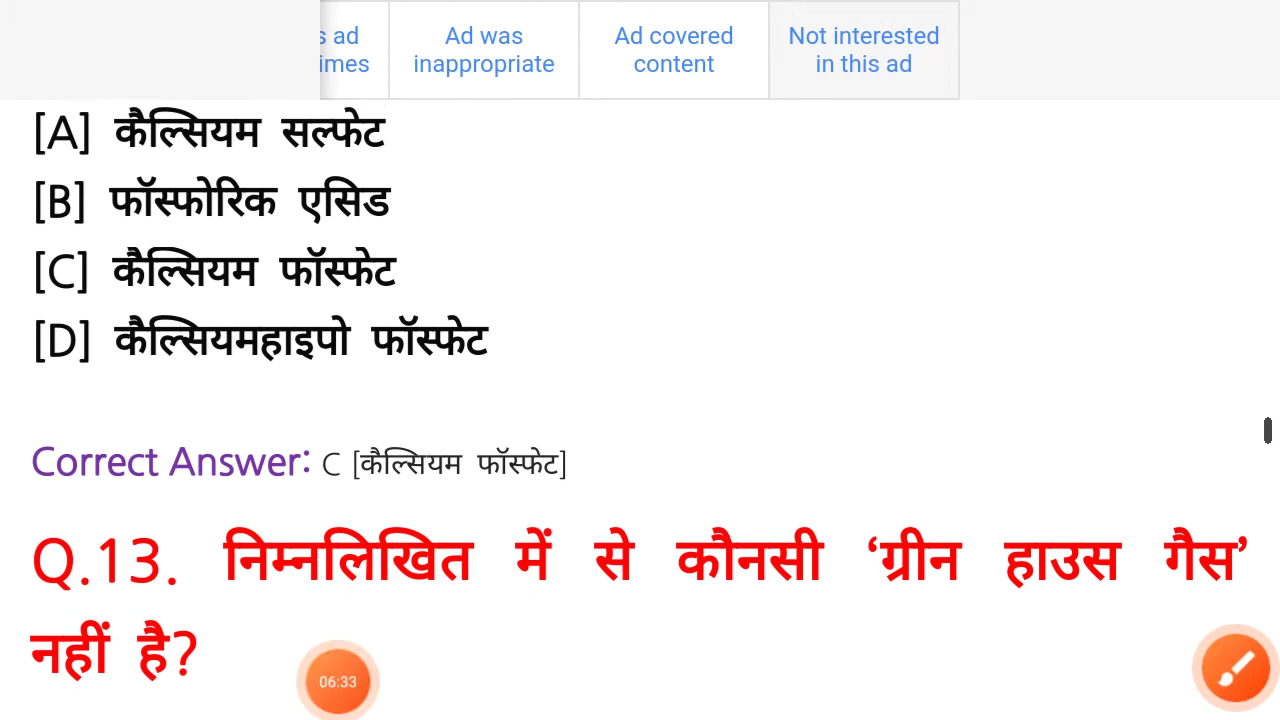 s ad
imes
Ad was
inappropriate
Ad covered
content
Not interested
in this ad
[A] कैल्सियम सल्फेट
[B] फॉस्फोरिक एसिड
[C] कैल्सियम फॉस्फेट
[D] कैल्सियमहाइपो फॉस्फेट
Correct Answer: C [कैल्सियम फॉस्फेट]
Q.13. निम्नलिखित में से कौनसी ‘ग्रीन हाउस गैस’
नहीं है?
06:33